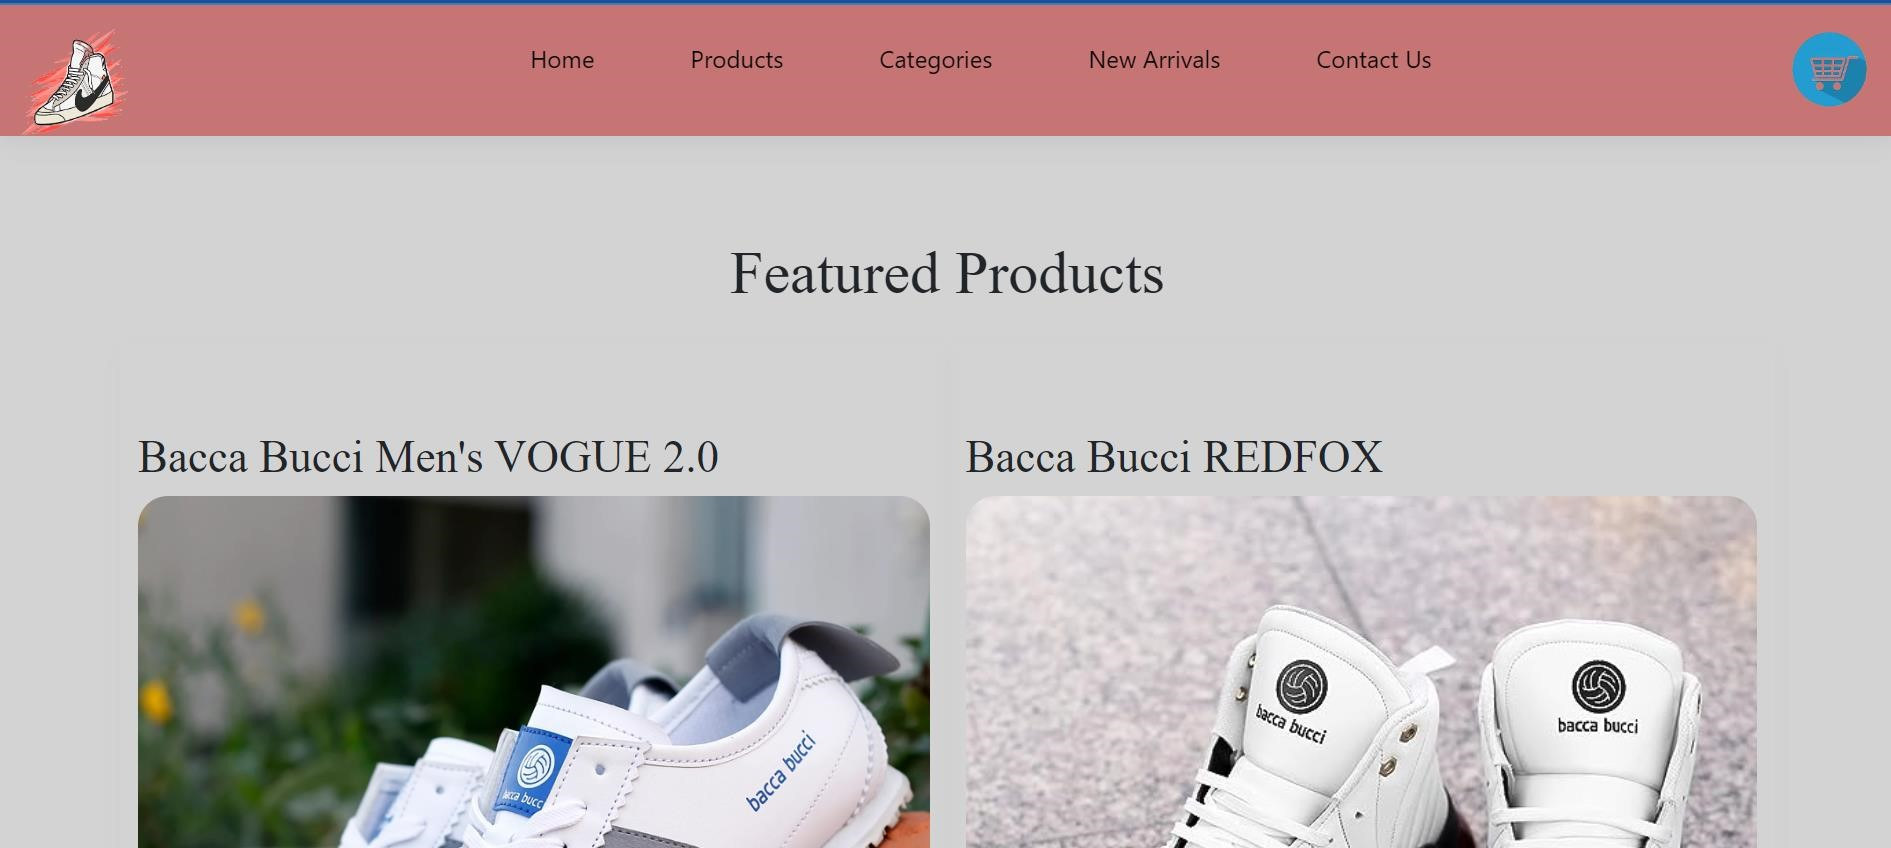 Home Products Categories New Arrivals Contact Us
Featured Products
Bacca Bucci Men's VOGUE 2.0
Bacca Bucci REDFOX
bacca bucci
bacca bucc
bacca bucci
bacca bucci